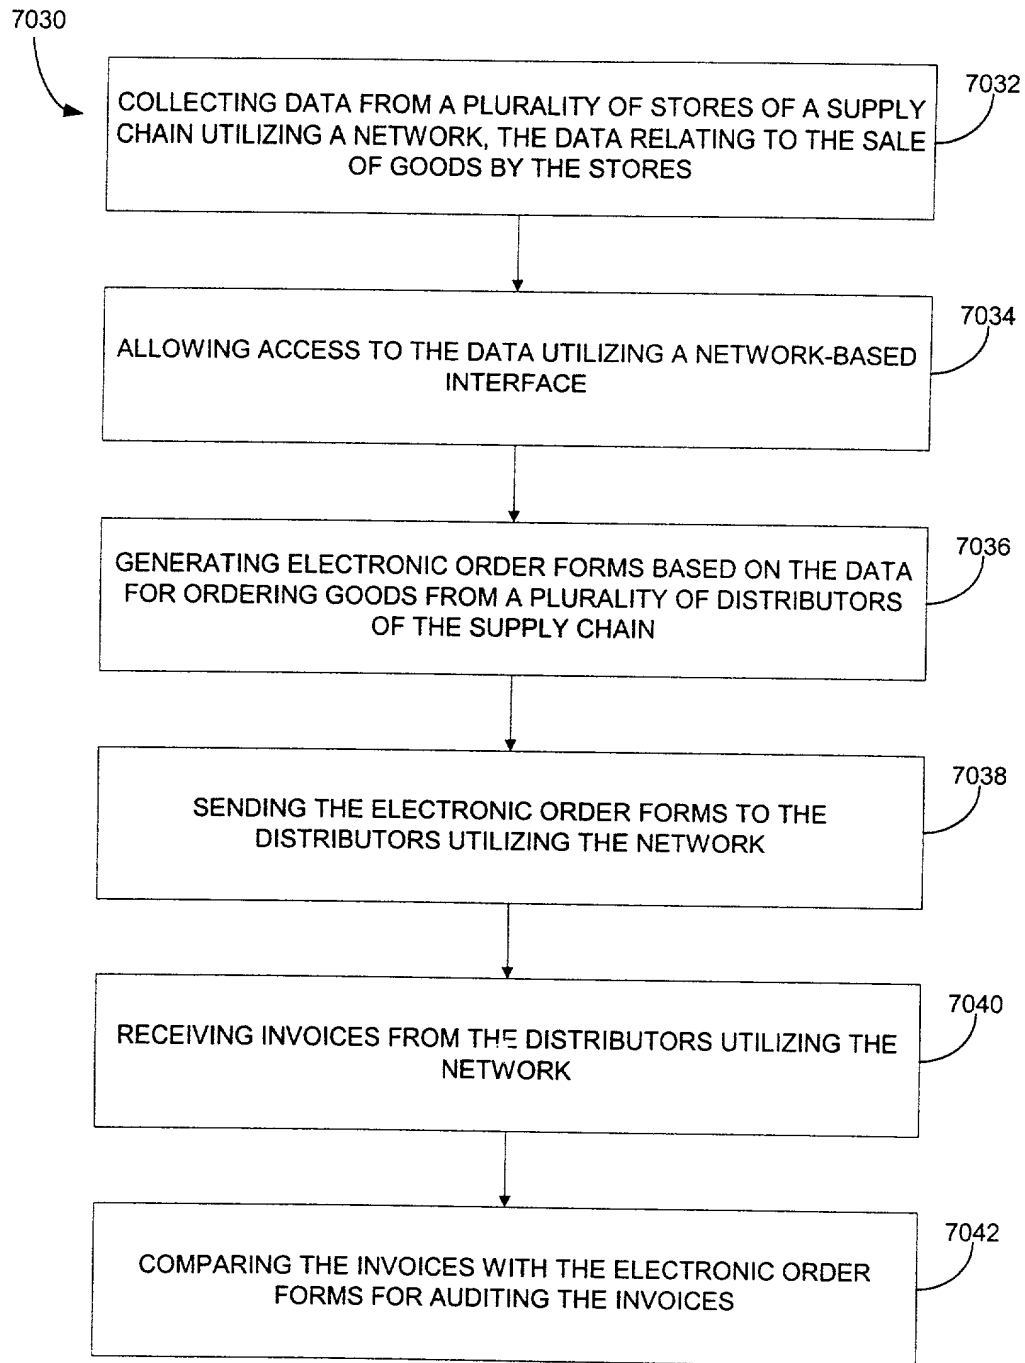 7030
COLLECTING DATA FROM A PLURALITY OF STORES OF A SUPPLY
CHAIN UTILIZING A NETWORK, THE DATA RELATING TO THE SALE
OF GOODS BY THE STORES
7032
ALLOWING ACCESS TO THE DATA UTILIZING A NETWORK-BASED
INTERFACE
7034
GENERATING ELECTRONIC ORDER FORMS BASED ON THE DATA
FOR ORDERING GOODS FROM A PLURALITY OF DISTRIBUTORS
OF THE SUPPLY CHAIN
7036
SENDING THE ELECTRONIC ORDER FORMS TO THE
DISTRIBUTORS UTILIZING THE NETWORK
7038
RECEIVING INVOICES FROM THE DISTRIBUTORS UTILIZING THE
NETWORK
7040
COMPARING THE INVOICES WITH THE ELECTRONIC ORDER
FORMS FOR AUDITING THE INVOICES
7042